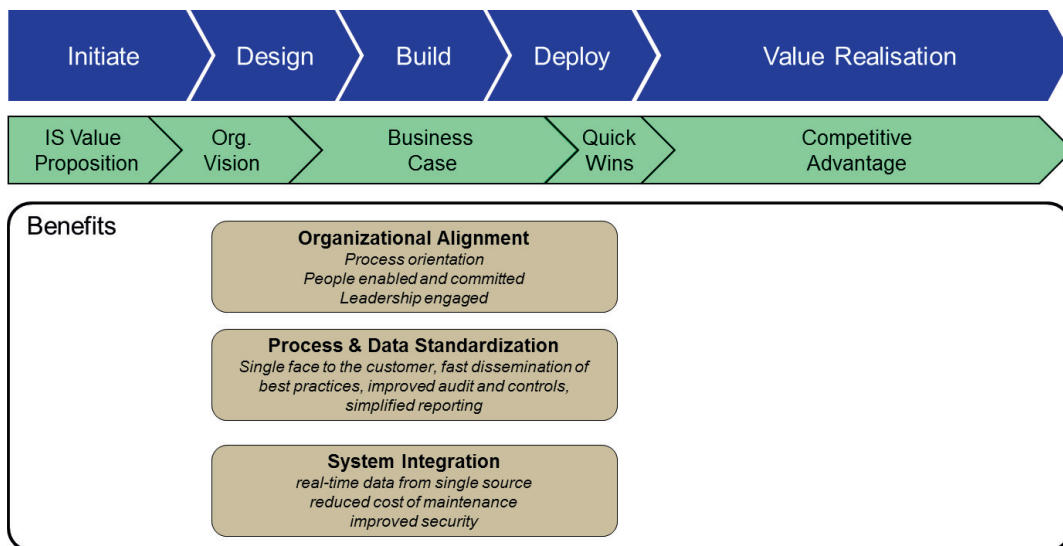 Initiate
Design
Build
Deploy
Value Realisation
IS Value
Proposition
Org.
Vision
Business
Case
Quick
Wins
Competitive
Advantage
Benefits
Organizational Alignment
Process orientation
People enabled and committed
Leadership engaged
Process & Data Standardization
Single face to the customer, fast dissemination of
best practices, improved audit and controls,
simplified reporting
System Integration
real-time data from single source
reduced cost of maintenance
improved security